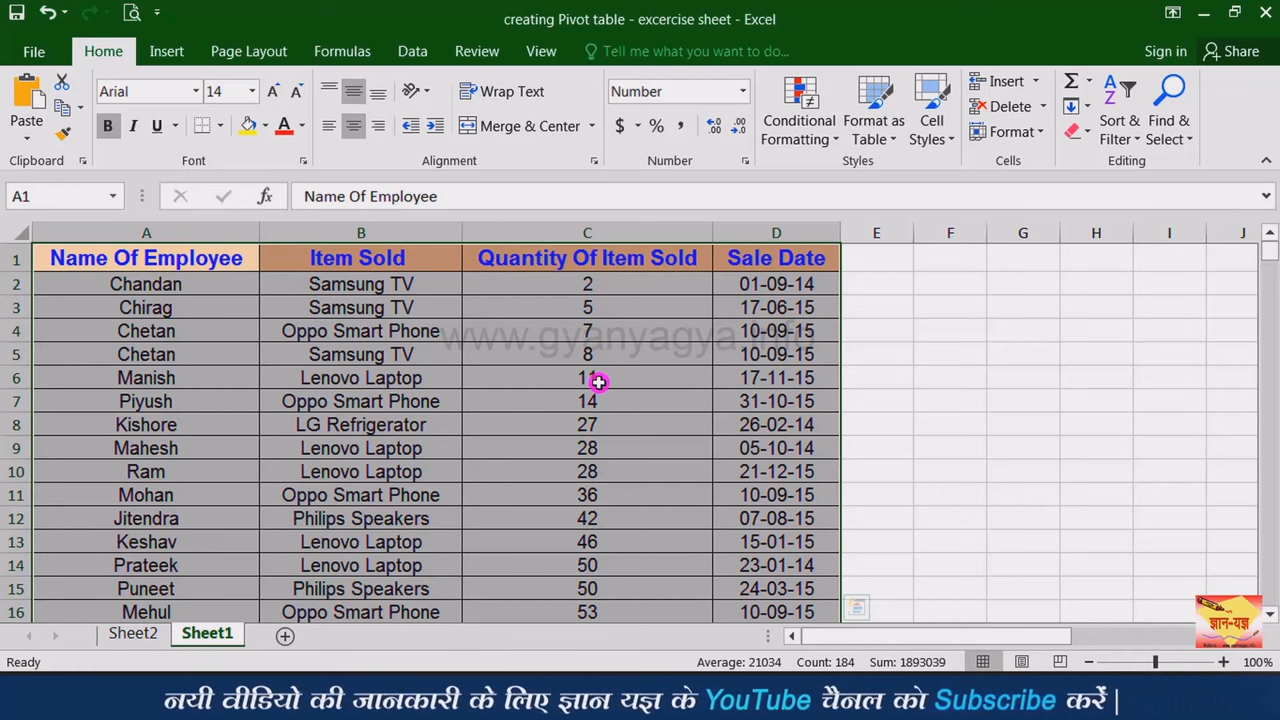 creating Pivot table - excercise sheet - Excel
File Home Insert Page Layout Formulas Data Review View Tell me what you want to do... Sign in Share
Paste Arial 14 B I U Wrap Text Merge & Center Number $ % , Conditional Formatting Format as Table Cell Styles Insert Delete Format Sort & Filter Find & Select
Clipboard Font Alignment Number Styles Cells Editing
A1 fx Name Of Employee
A B C D E F G H I J
1 Name Of Employee Item Sold Quantity Of Item Sold Sale Date
2 Chandan Samsung TV 2 01-09-14
3 Chirag Samsung TV 5 17-06-15
4 Chetan Oppo Smart Phone 7 10-09-15
www.gyanyagya.info
5 Chetan Samsung TV 8 10-09-15
6 Manish Lenovo Laptop 11 17-11-15
7 Piyush Oppo Smart Phone 14 31-10-15
8 Kishore LG Refrigerator 27 26-02-14
9 Mahesh Lenovo Laptop 28 05-10-14
10 Ram Lenovo Laptop 28 21-12-15
11 Mohan Oppo Smart Phone 36 10-09-15
12 Jitendra Philips Speakers 42 07-08-15
13 Keshav Lenovo Laptop 46 15-01-15
14 Prateek Lenovo Laptop 50 23-01-14
15 Puneet Philips Speakers 50 24-03-15
16 Mehul Oppo Smart Phone 53 10-09-15
Sheet2 Sheet1
ज्ञान-यज्ञ
Ready Average: 21034 Count: 184 Sum: 1893039 100%
नयी वीडियो की जानकारी के लिए ज्ञान यज्ञ के YouTube चैनल को Subscribe करें |